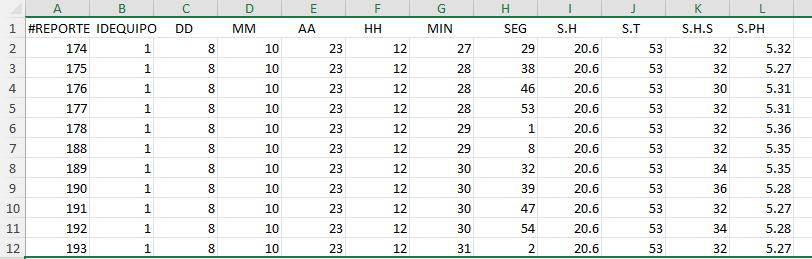 A B C D E F G H I J K L
1 #REPORTE IDEQUIPO DD MM AA HH MIN SEG S.H S.T S.H.S S.PH
2 174 1 8 10 23 12 27 29 20.6 53 32 5.32
3 175 1 8 10 23 12 28 38 20.6 53 32 5.27
4 176 1 8 10 23 12 28 46 20.6 53 30 5.31
5 177 1 8 10 23 12 28 53 20.6 53 32 5.31
6 178 1 8 10 23 12 29 1 20.6 53 32 5.36
7 188 1 8 10 23 12 29 8 20.6 53 32 5.35
8 189 1 8 10 23 12 30 32 20.6 53 34 5.35
9 190 1 8 10 23 12 30 39 20.6 53 36 5.28
10 191 1 8 10 23 12 30 47 20.6 53 32 5.27
11 192 1 8 10 23 12 30 54 20.6 53 34 5.28
12 193 1 8 10 23 12 31 2 20.6 53 32 5.27